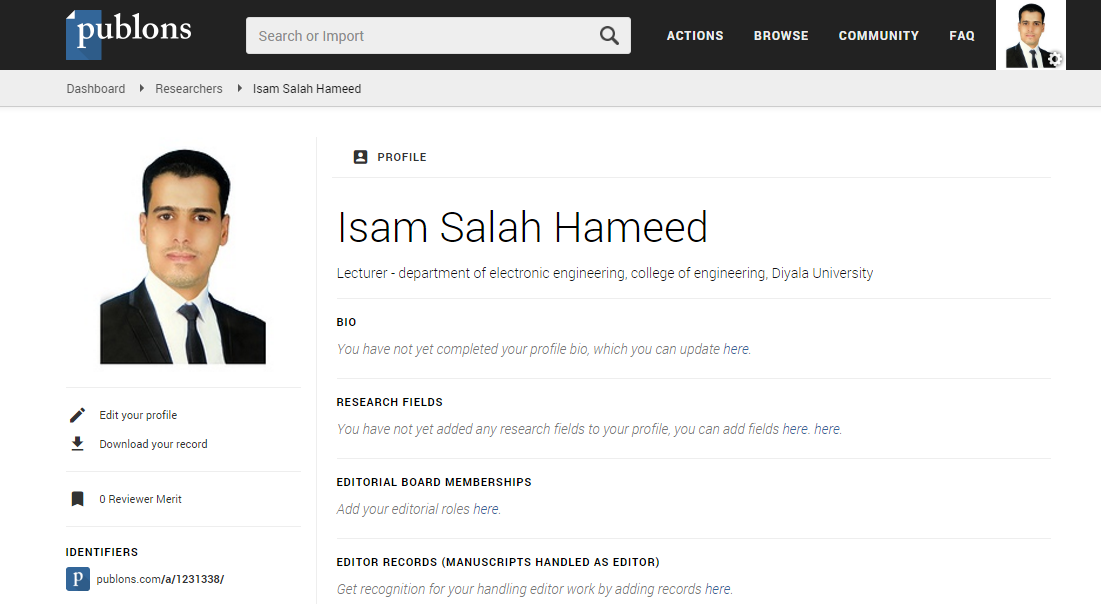 publons
Search or Import
ACTIONS
BROWSE
COMMUNITY
FAQ
Dashboard
Researchers
Isam Salah Hameed
PROFILE
Isam Salah Hameed
Lecturer - department of electronic engineering, college of engineering, Diyala University
BIO
You have not yet completed your profile bio, which you can update here.
RESEARCH FIELDS
You have not yet added any research fields to your profile, you can add fields here. here.
EDITORIAL BOARD MEMBERSHIPS
Add your editorial roles here.
EDITOR RECORDS (MANUSCRIPTS HANDLED AS EDITOR)
Get recognition for your handling editor work by adding records here.
Edit your profile
Download your record
0 Reviewer Merit
IDENTIFIERS
p
publons.com/a/1231338/